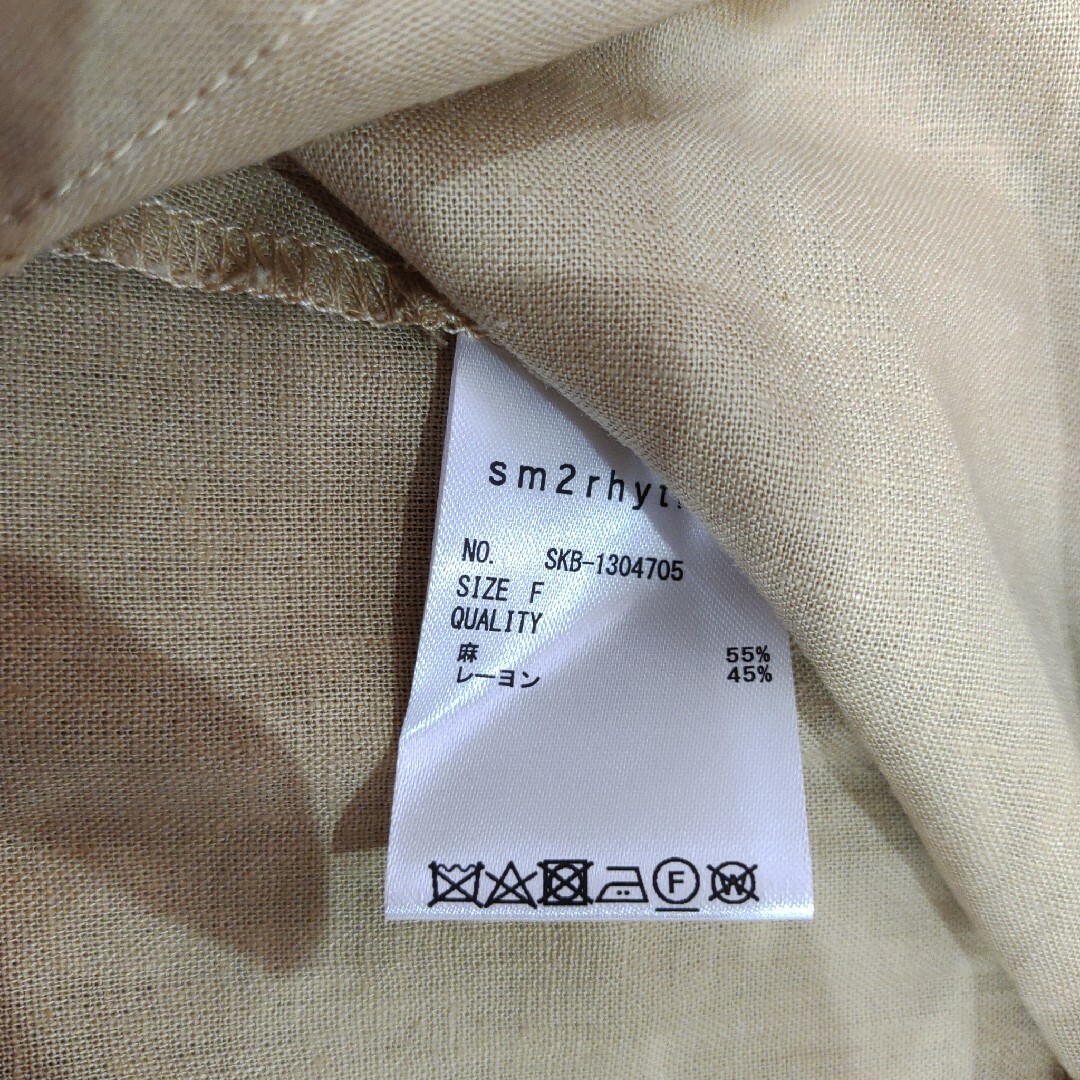 sm2rhyt
NO. SKB-1304705
SIZE F
QUALITY
麻 55%
レーヨン 45%
F W